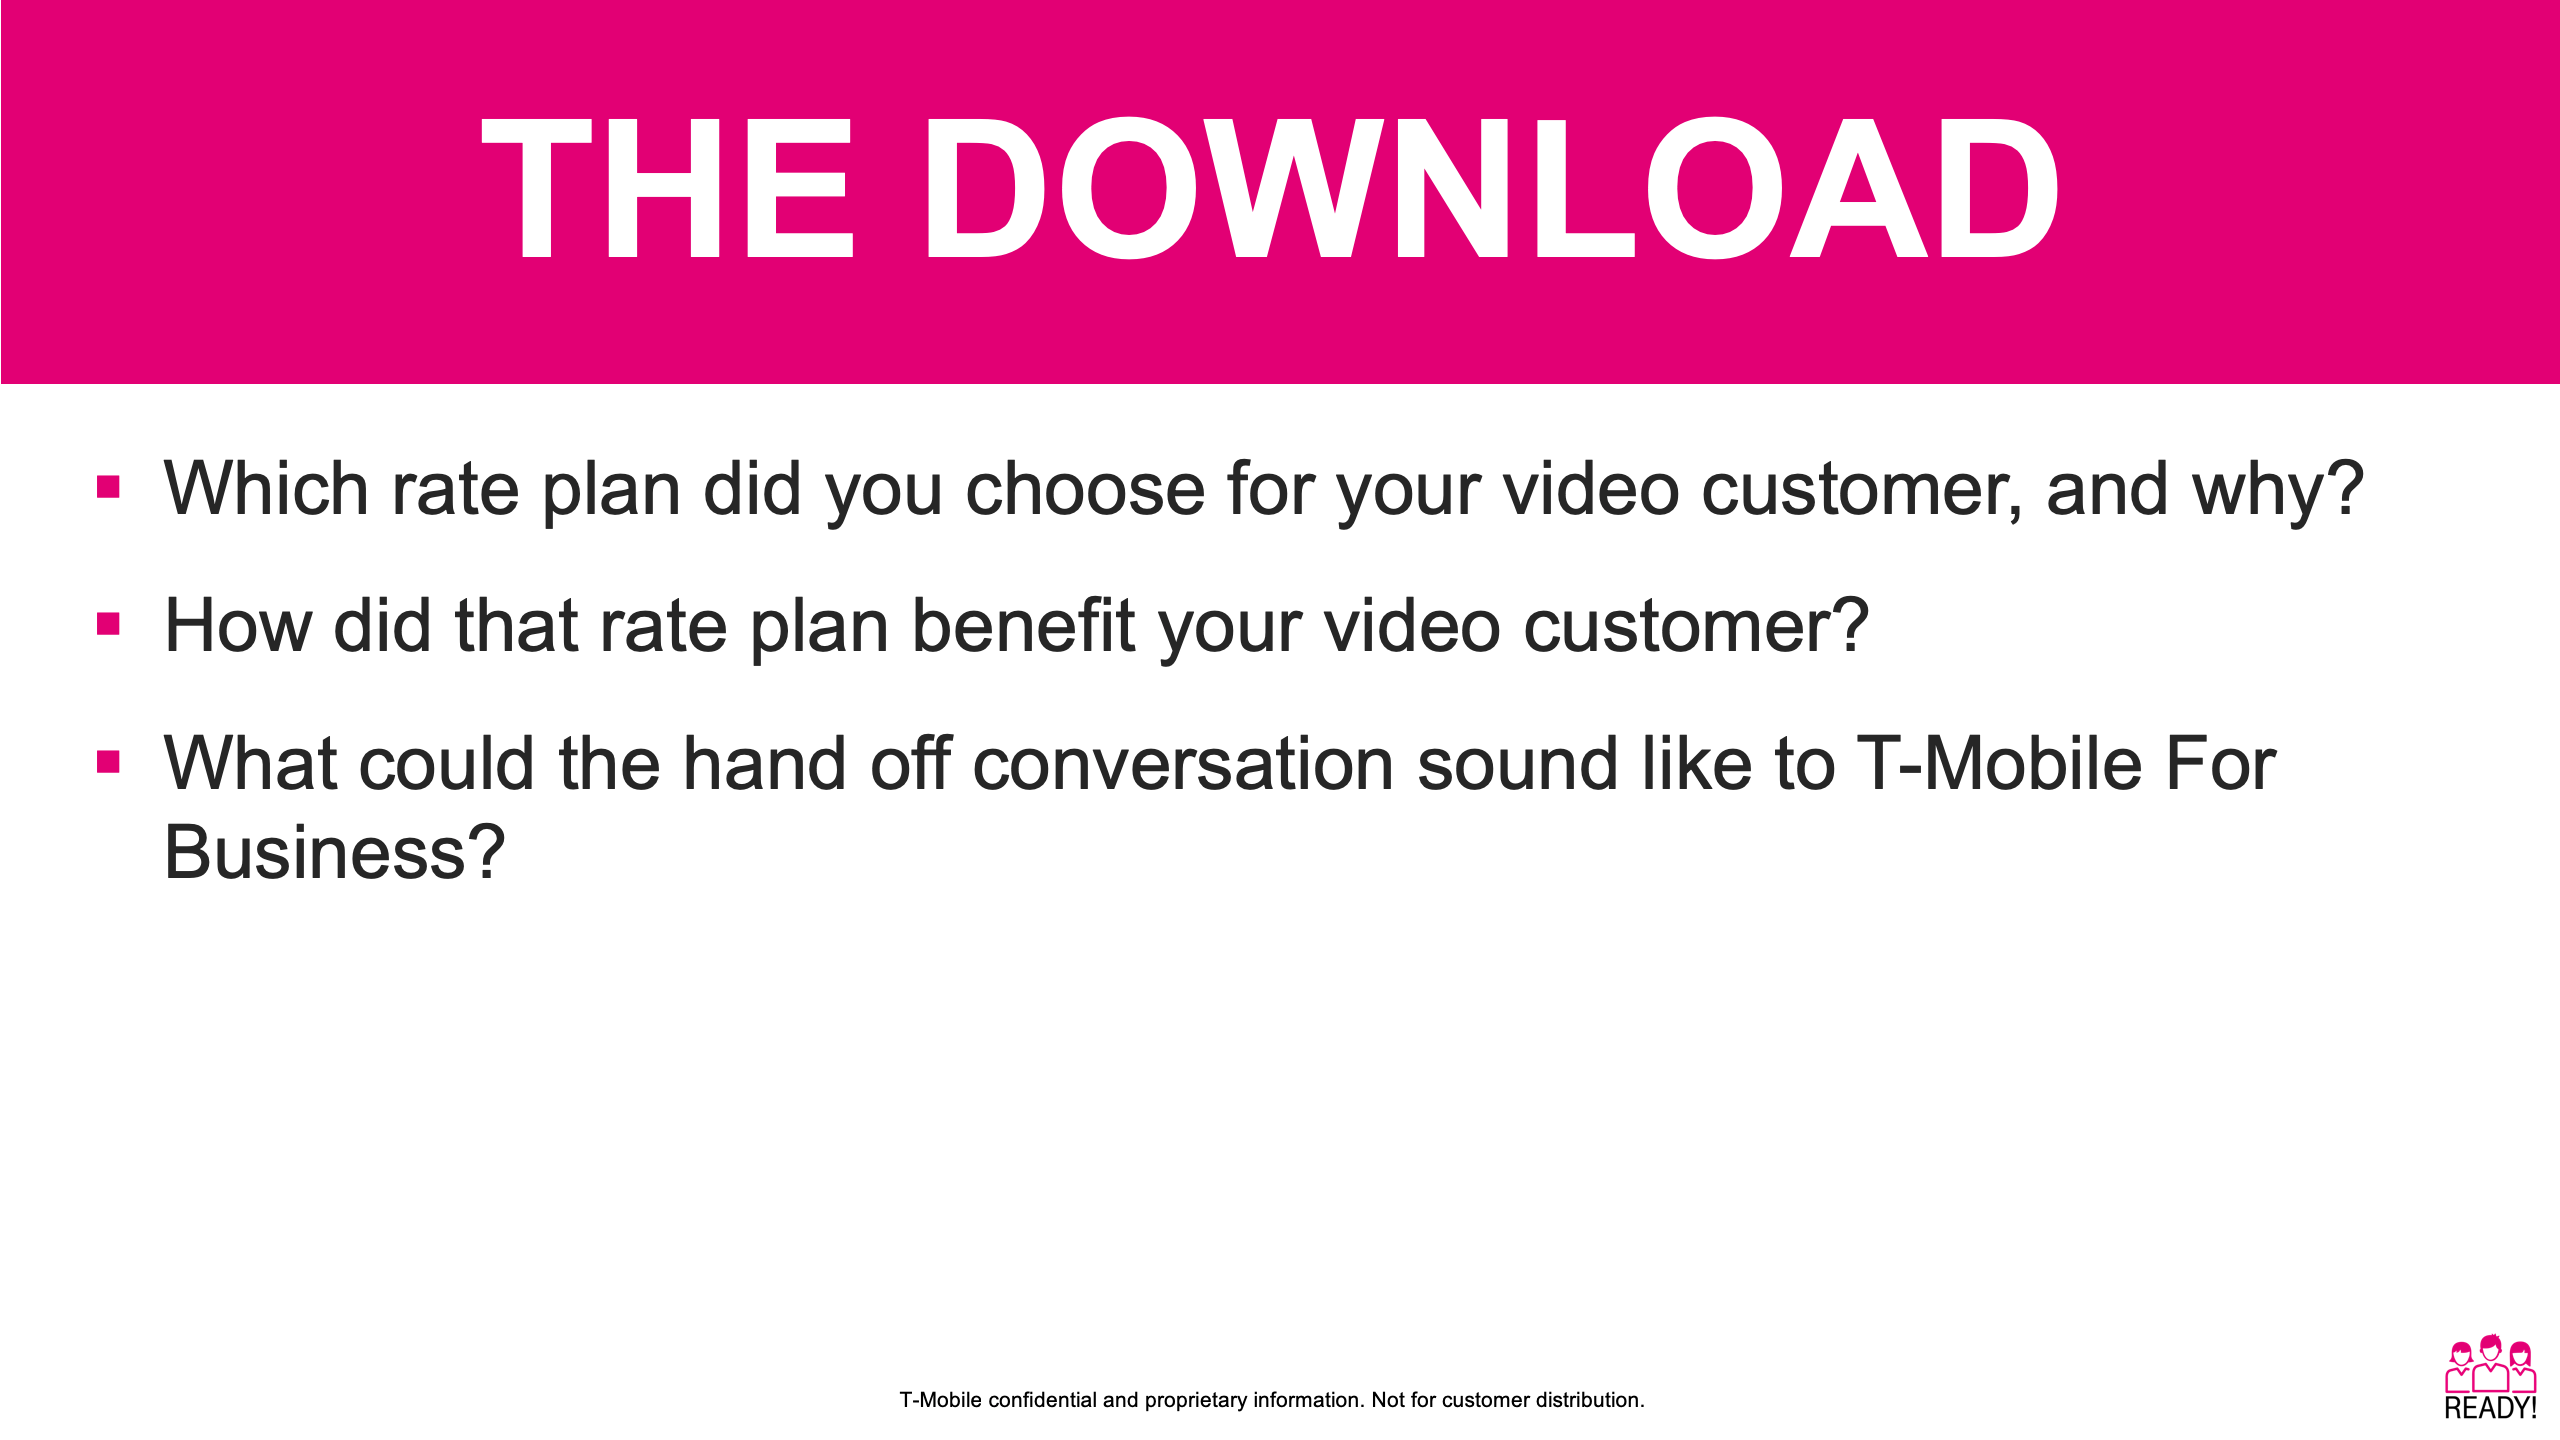 THE DOWNLOAD
Which rate plan did you choose for your video customer, and why?
How did that rate plan benefit your video customer?
What could the hand off conversation sound like to T-Mobile For
Business?
T-Mobile confidential and proprietary information. Not for customer distribution.
READY!